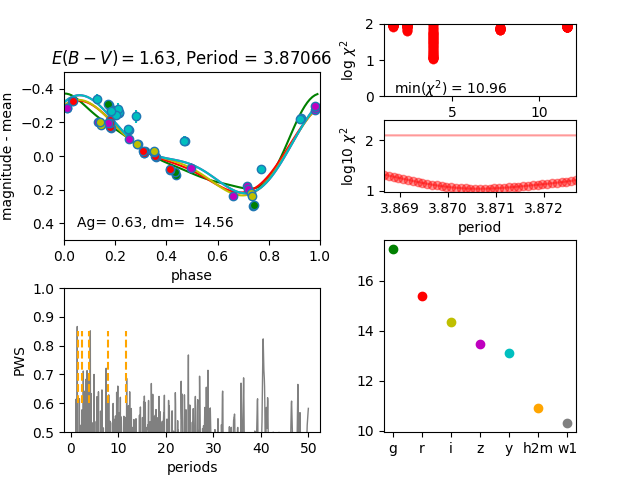 E(B − V) = 1.63, Period = 3.87066
magnitude - mean
−0.4
−0.2
0.0
0.2
0.4
Ag= 0.63, dm=  14.56
0.0 0.2 0.4 0.6 0.8 1.0
phase
log χ²
2
1
0
min(χ²) = 10.96
5 10
log10 χ²
2
1
3.869 3.870 3.871 3.872
period
PWS
1.0
0.9
0.8
0.7
0.6
0.5
0 10 20 30 40 50
periods
16
14
12
10
g r i z y h2m w1